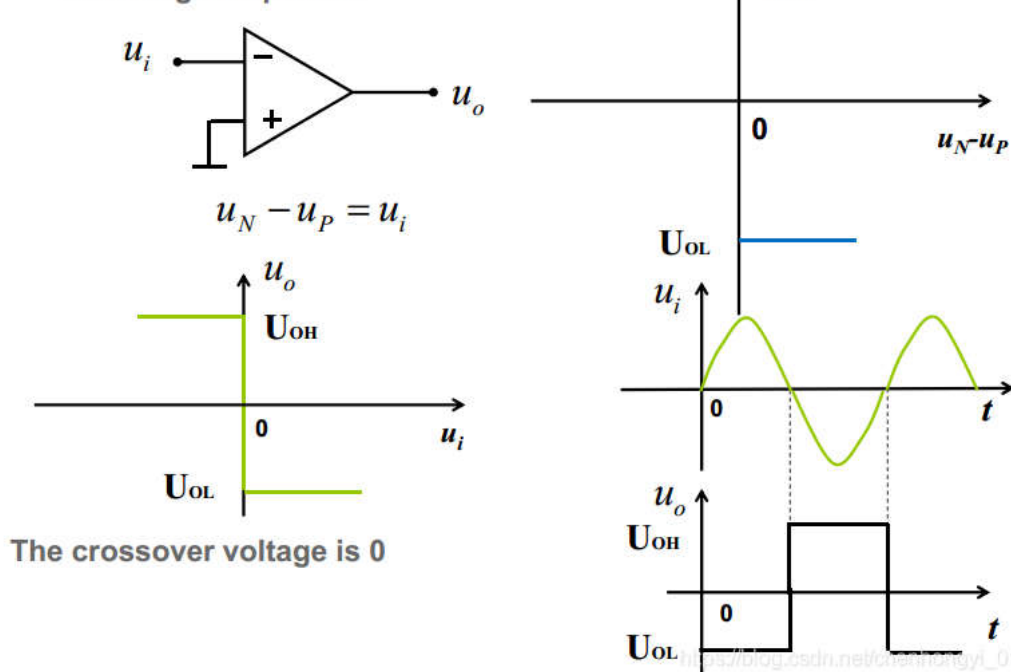 u_i
−
+
u_o
u_N − u_P = u_i
u_o
U_OH
0
u_i
U_OL
The crossover voltage is 0
0
u_N-u_P
U_OL
u_i
0
t
u_o
U_OH
0
t
U_OL
https://blog.csdn.net/chenhongyi_0